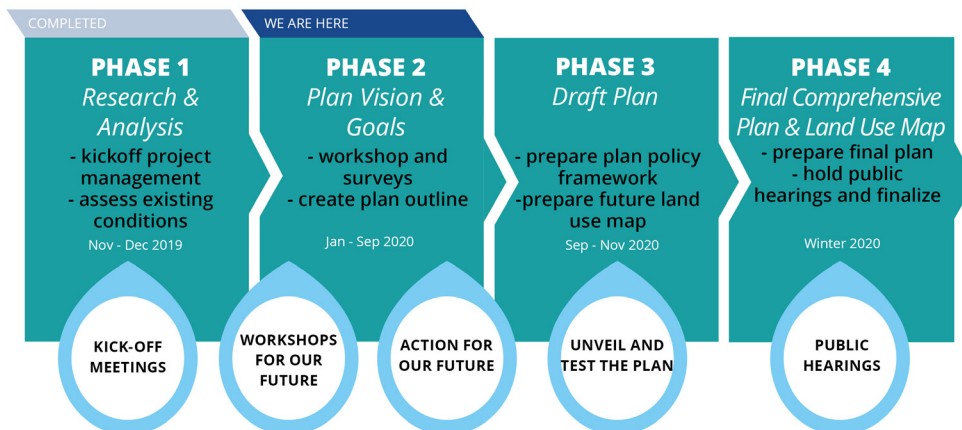 COMPLETED
WE ARE HERE
PHASE 1
Research &
Analysis
- kickoff project
management
- assess existing
conditions
Nov - Dec 2019
PHASE 2
Plan Vision &
Goals
- workshop and
surveys
- create plan outline
Jan - Sep 2020
PHASE 3
Draft Plan
- prepare plan policy
framework
-prepare future land
use map
Sep - Nov 2020
PHASE 4
Final Comprehensive
Plan & Land Use Map
- prepare final plan
- hold public
hearings and finalize
Winter 2020
KICK-OFF
MEETINGS
WORKSHOPS
FOR OUR
FUTURE
ACTION FOR
OUR FUTURE
UNVEIL AND
TEST THE PLAN
PUBLIC
HEARINGS